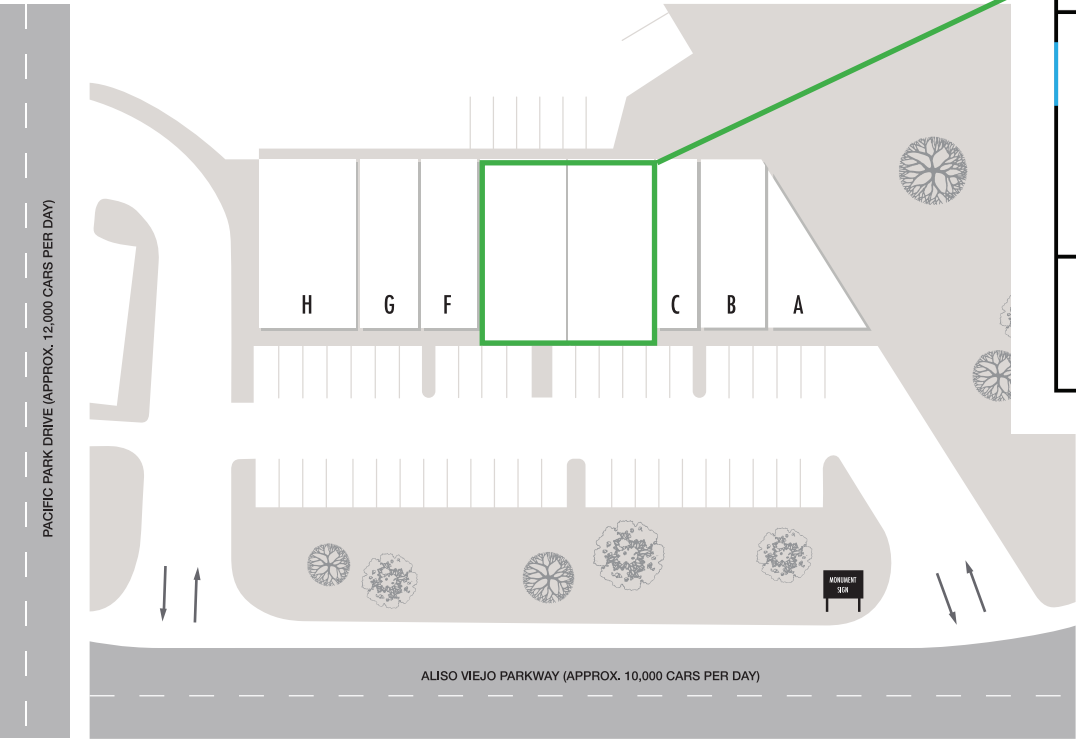 PACIFIC PARK DRIVE (APPROX. 12,000 CARS PER DAY)
H G F C B A
MONUMENT
SIGN
ALISO VIEJO PARKWAY (APPROX. 10,000 CARS PER DAY)